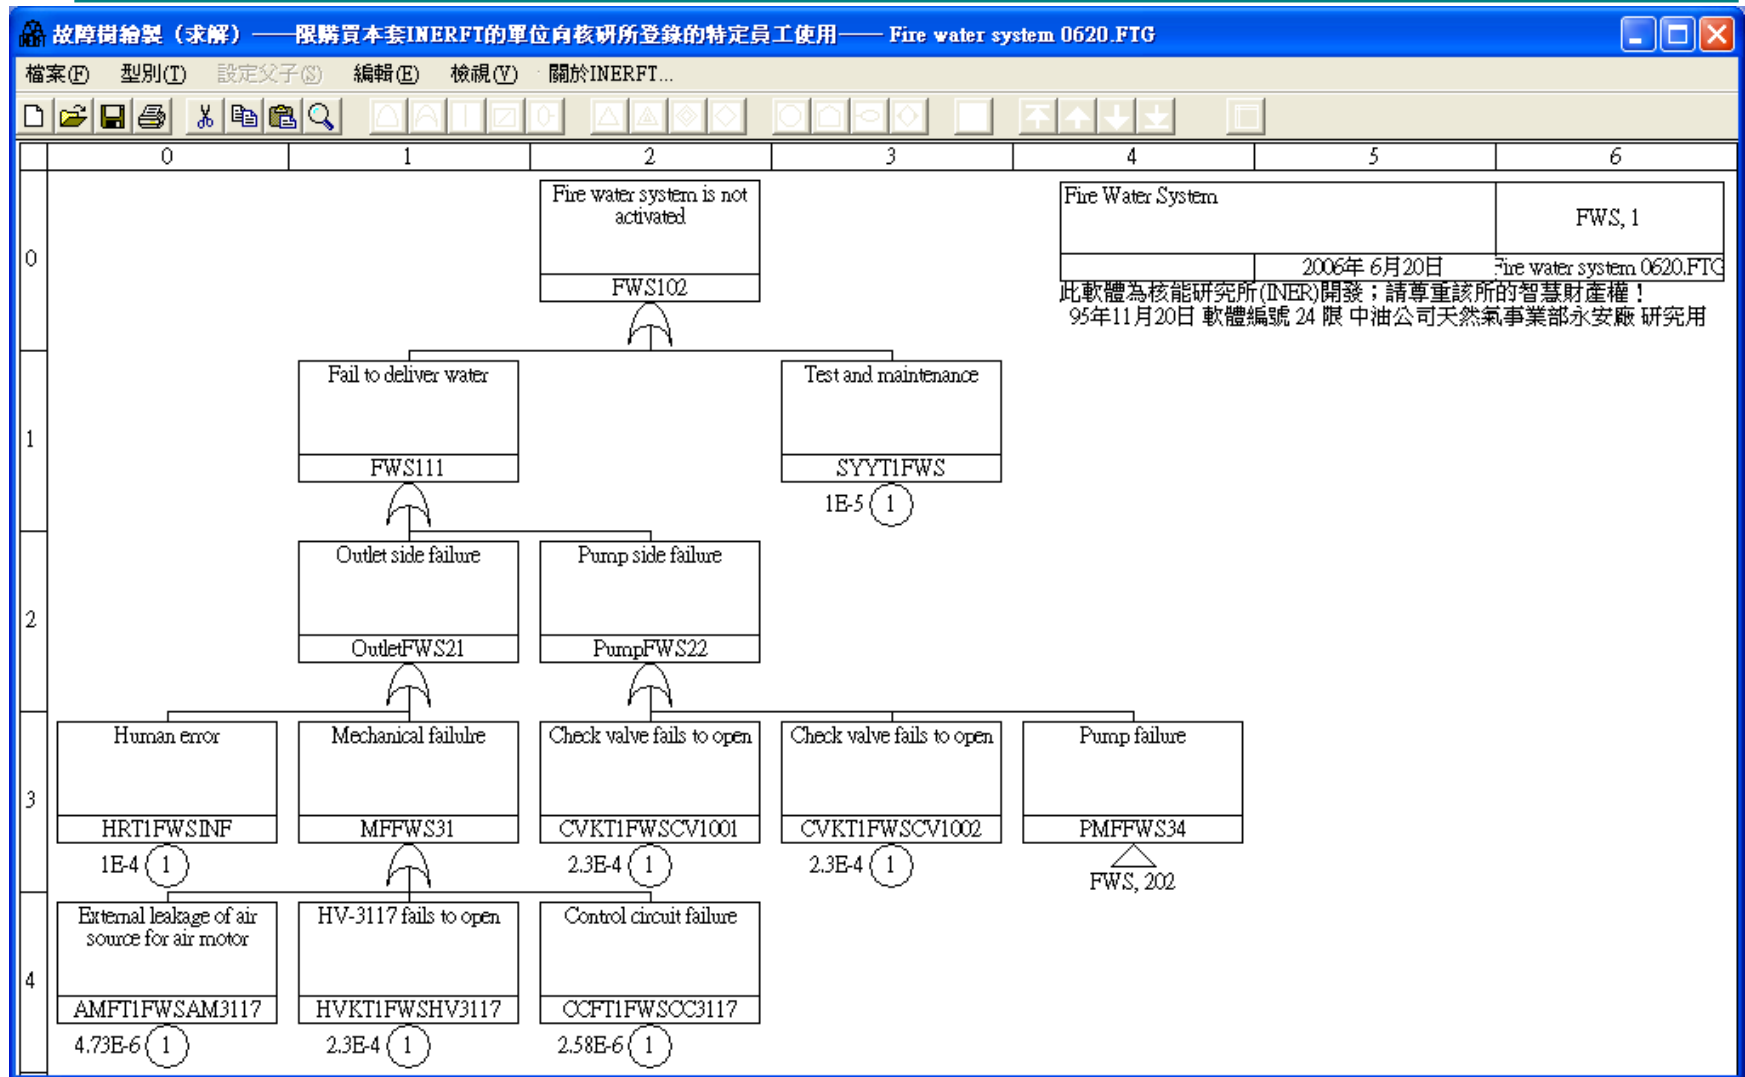 故障樹繪製（求解）——限購買本套INERFT的單位向核研所登錄的特定員工使用—— Fire water system 0620.FTG
檔案(F) 型別(T) 設定父子(S) 編輯(E) 檢視(V) 關於INERFT...
0 1 2 3 4 5 6
0
Fire water system is not
activated
FWS102
Fire Water System
FWS, 1
2006年 6月20日
Fire water system 0620.FTG
此軟體為核能研究所(INER)開發；請尊重該所的智慧財產權！
95年11月20日 軟體編號 24 限 中油公司天然氣事業部永安廠 研究用
1
Fail to deliver water
FWS111
Test and maintenance
SYYT1FWS
1E-5 1
2
Outlet side failure
OutletFWS21
Pump side failure
PumpFWS22
3
Human error
HRT1FWSINF
1E-4 1
Mechanical failulre
MFFWS31
Check valve fails to open
CVKT1FWSCV1001
2.3E-4 1
Check valve fails to open
CVKT1FWSCV1002
2.3E-4 1
Pump failure
PMFFWS34
FWS, 202
4
External leakage of air
source for air motor
AMFT1FWSAM3117
4.73E-6 1
HV-3117 fails to open
HVKT1FWSHV3117
2.3E-4 1
Control circuit failure
CCFT1FWSCC3117
2.58E-6 1